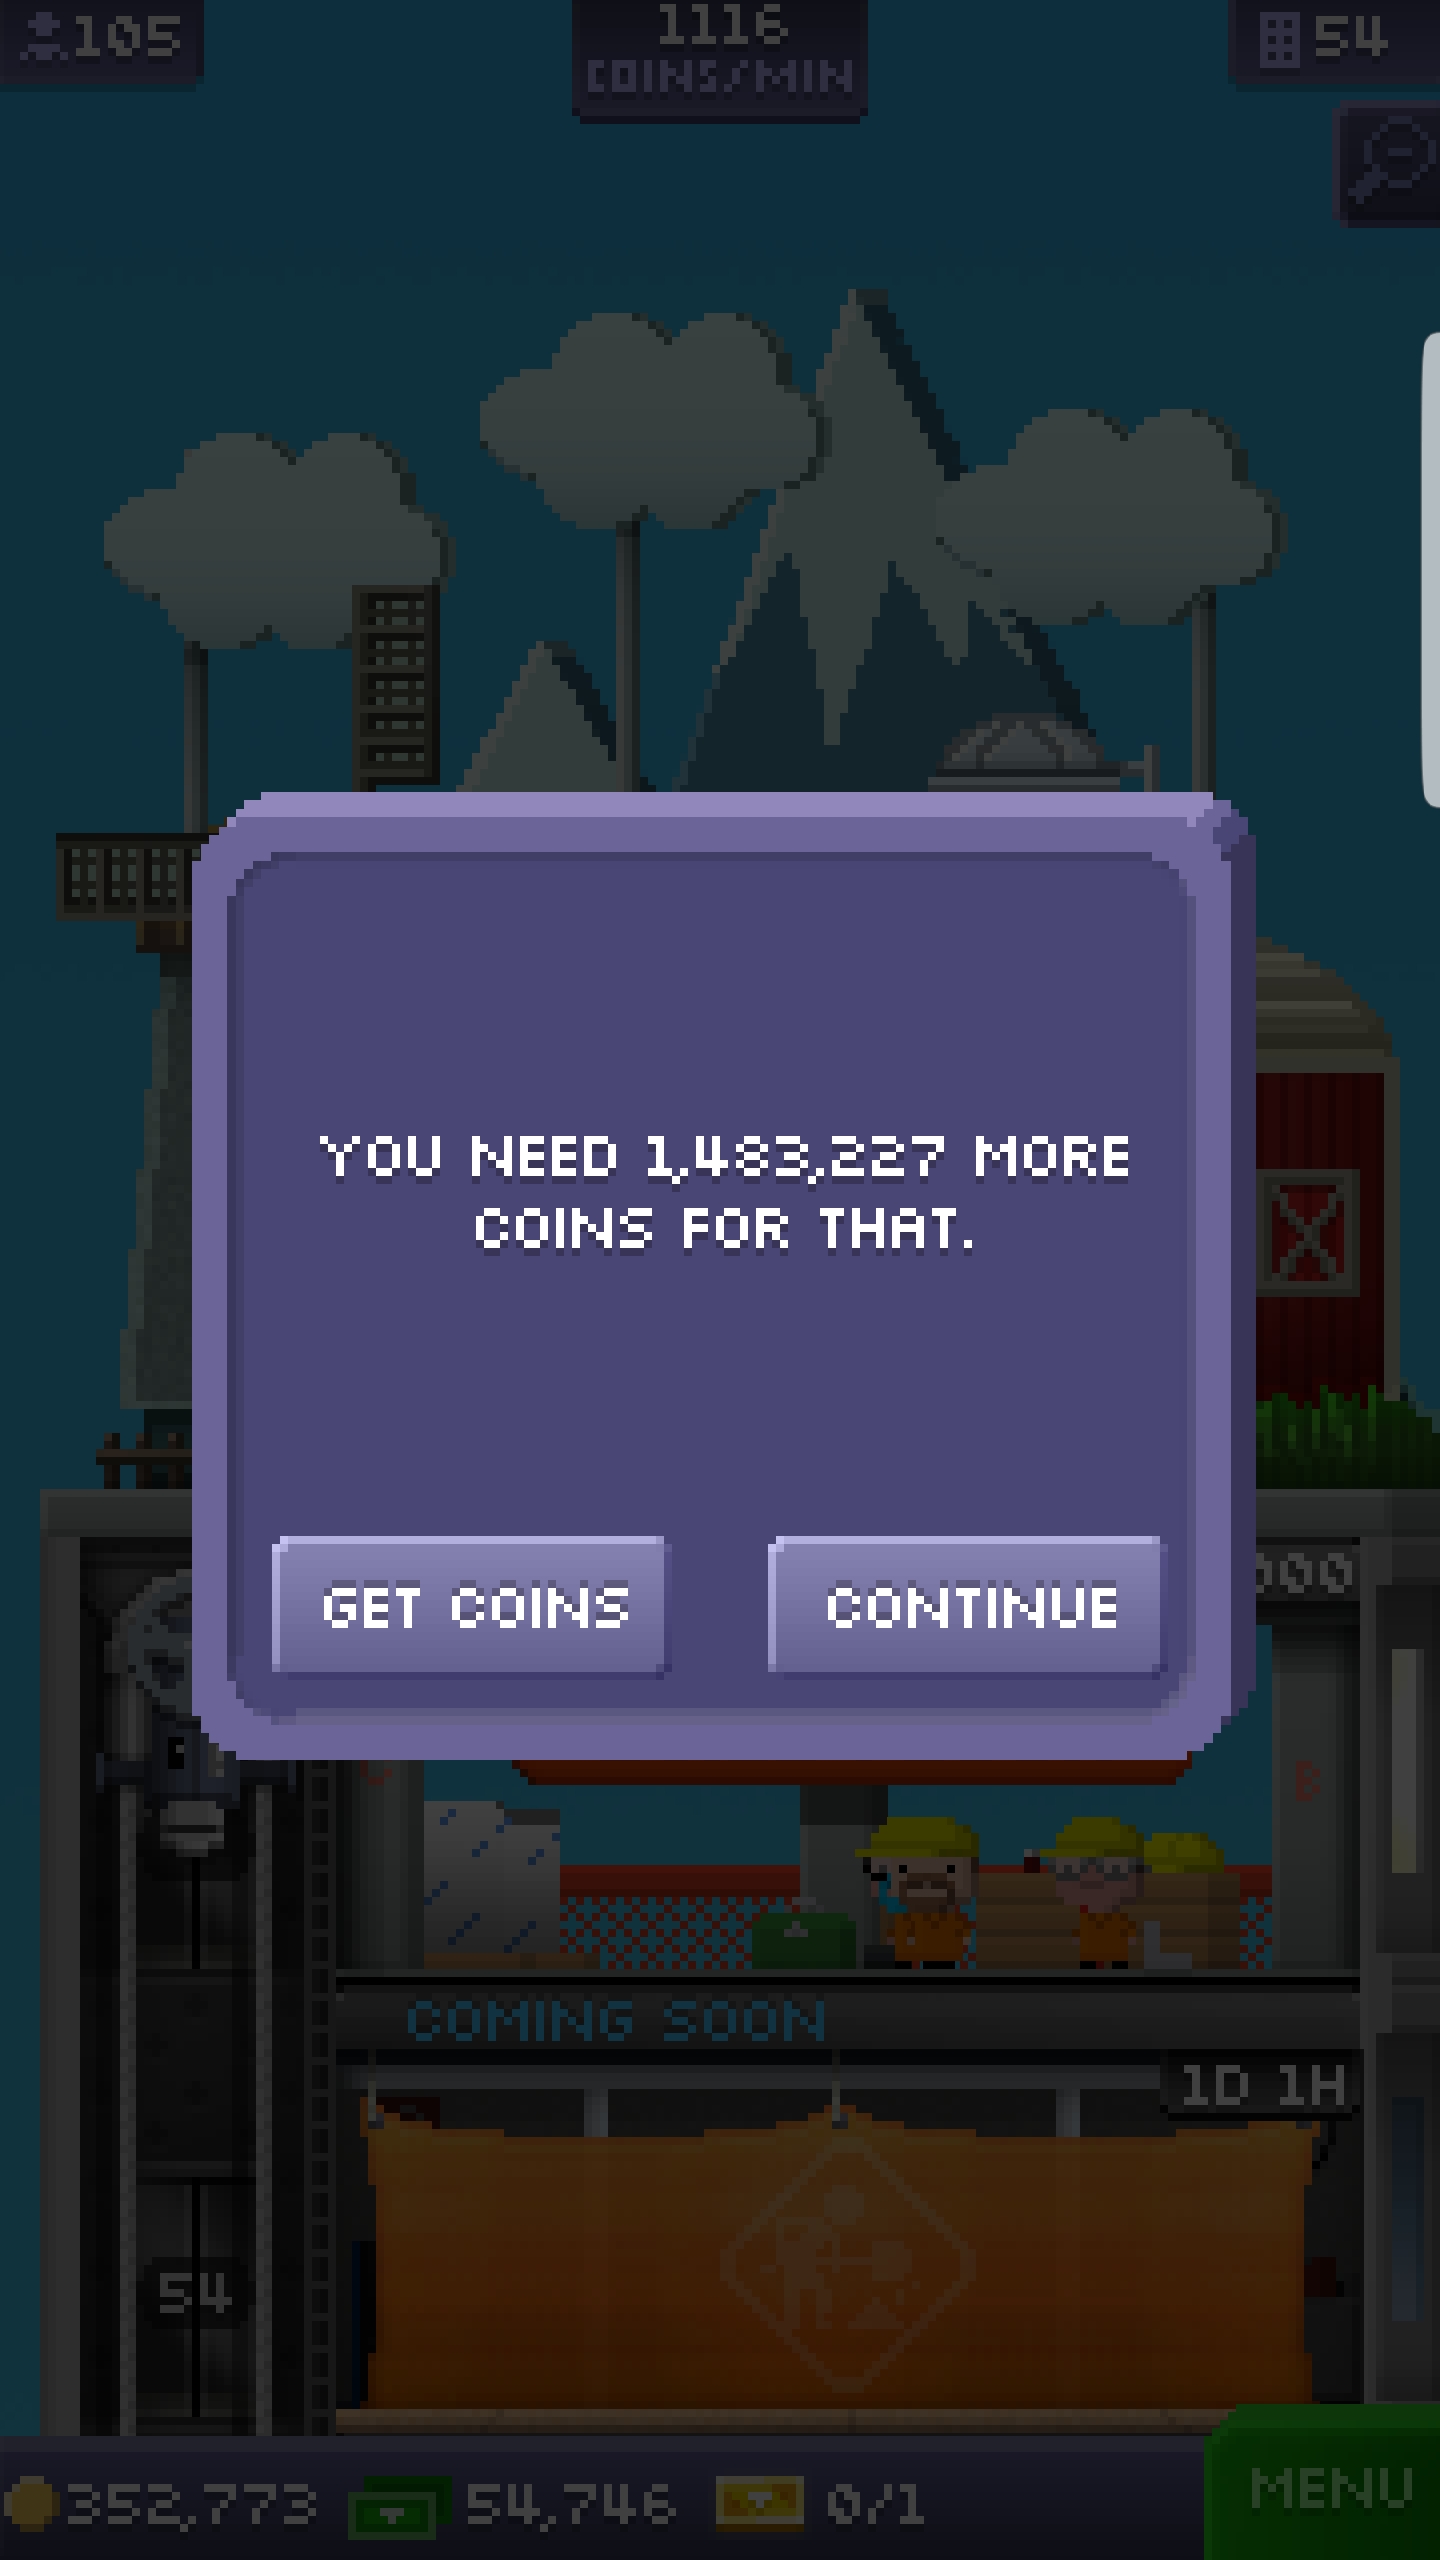 105
1116
COINS/MIN
54
YOU NEED 1,483,227 MORE
COINS FOR THAT.
GET COINS
CONTINUE
000
B
COMING SOON
1D 1H
54
352,773
54,746
0/1
MENU